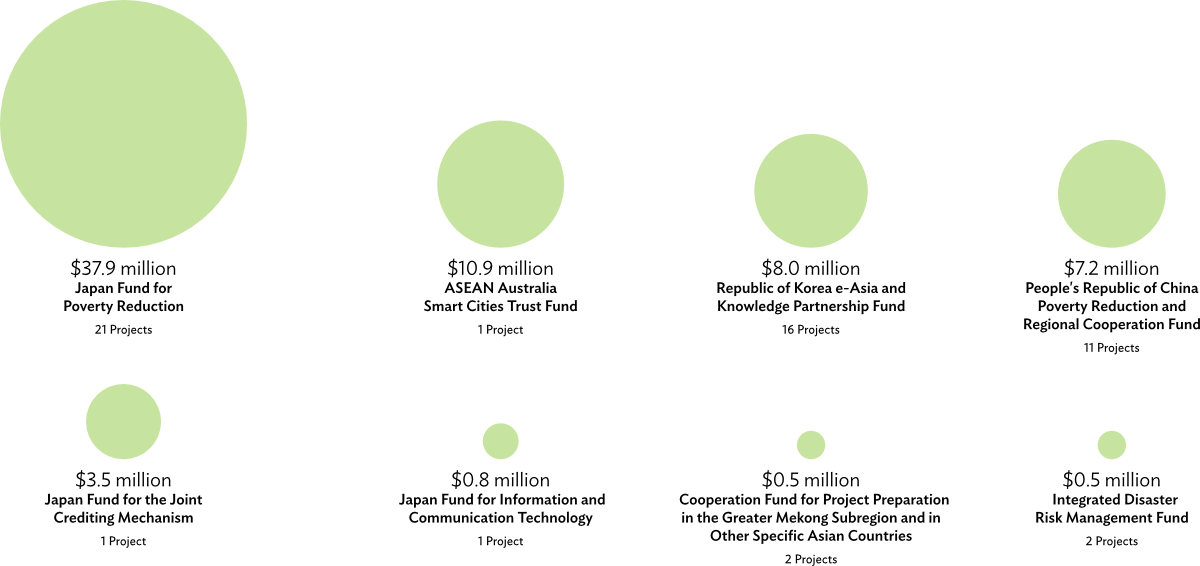 $37.9 million
Japan Fund for
Poverty Reduction
21 Projects
$10.9 million
ASEAN Australia
Smart Cities Trust Fund
1 Project
$8.0 million
Republic of Korea e-Asia and
Knowledge Partnership Fund
16 Projects
$7.2 million
People's Republic of China
Poverty Reduction and
Regional Cooperation Fund
11 Projects
$3.5 million
Japan Fund for the Joint
Crediting Mechanism
1 Project
$0.8 million
Japan Fund for Information and
Communication Technology
1 Project
$0.5 million
Cooperation Fund for Project Preparation
in the Greater Mekong Subregion and in
Other Specific Asian Countries
2 Projects
$0.5 million
Integrated Disaster
Risk Management Fund
2 Projects